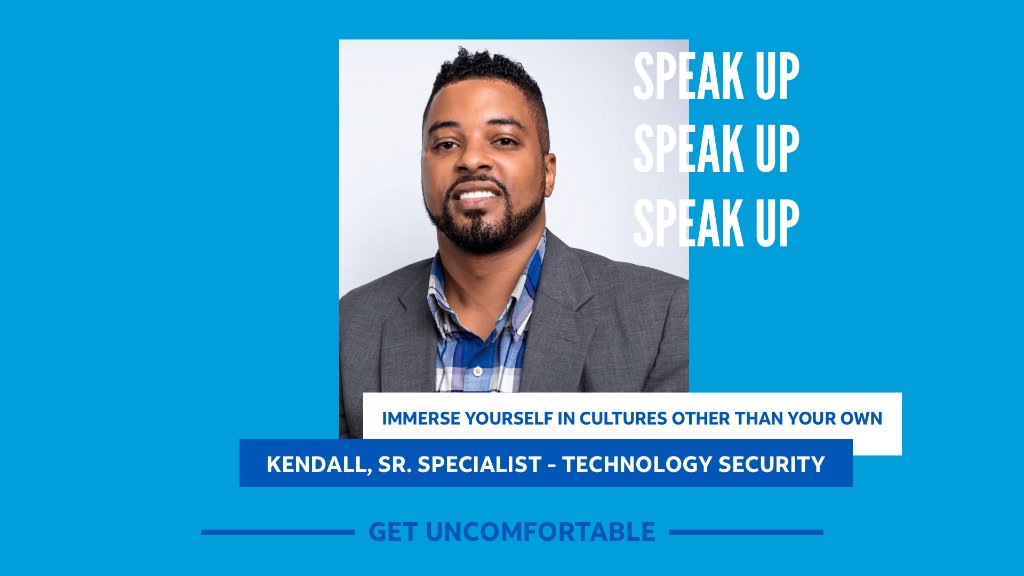 SPEAK UP
SPEAK UP
SPEAK UP
IMMERSE YOURSELF IN CULTURES OTHER THAN YOUR OWN
KENDALL, SR. SPECIALIST - TECHNOLOGY SECURITY
GET UNCOMFORTABLE